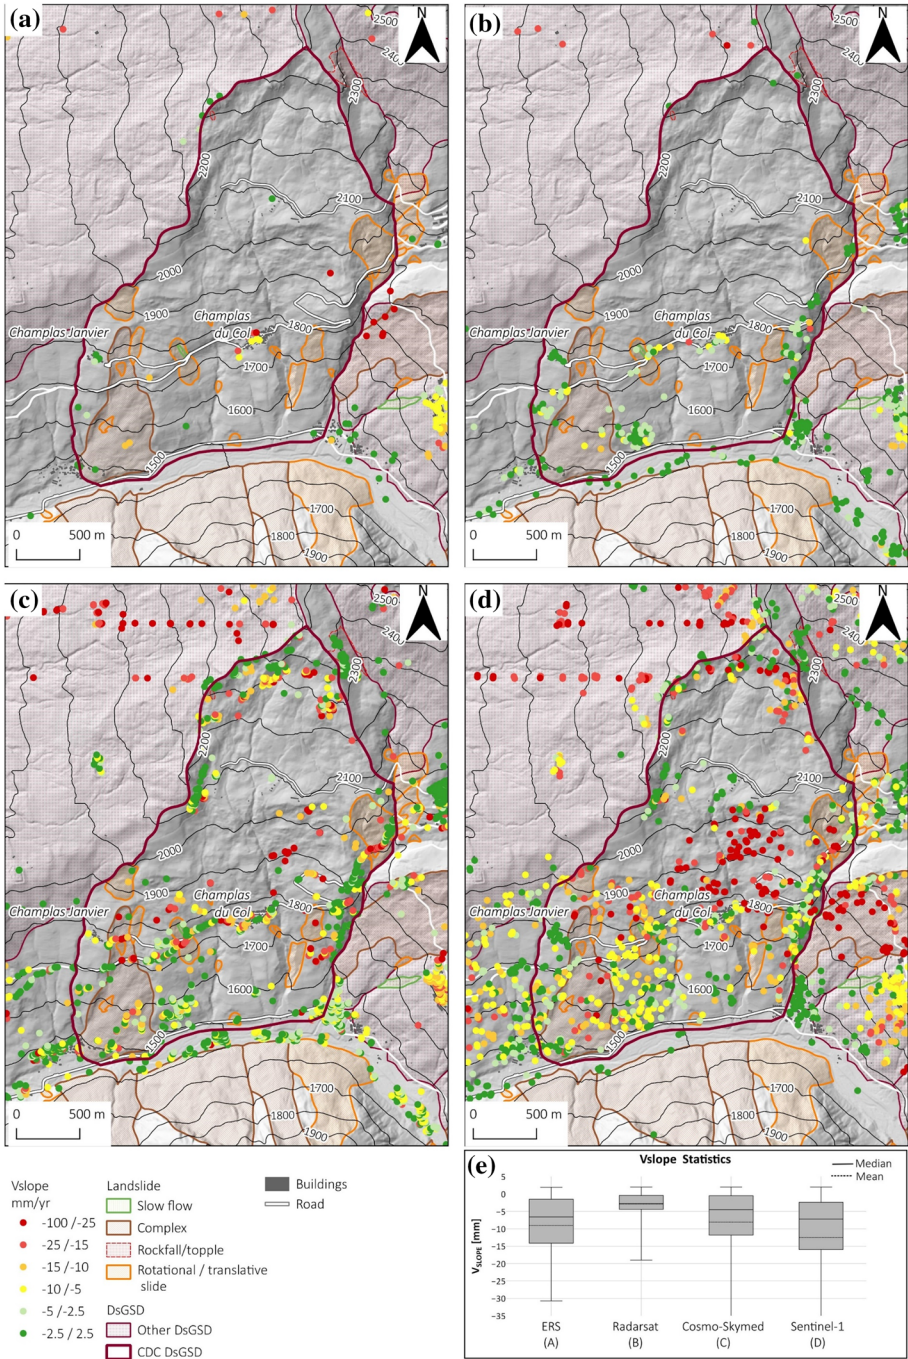 (a)
N
2500
2400
2300
2200
2100
2000
1900
Champlas Janvier
Champlas
du Col
1800
1700
1600
1500
1700
1800
1900
0 500 m
(b)
N
2500
2400
2300
2200
2100
2000
1900
Champlas Janvier
Champlas
du Col
1800
1700
1600
1500
1700
1800
1900
0 500 m
(c)
N
2500
2400
2300
2200
2100
2000
1900
Champlas Janvier
Champlas
du Col
1800
1700
1600
1500
1700
1800
1900
0 500 m
(d)
N
2500
2400
2300
2200
2100
2000
1900
Champlas Janvier
Champlas
du Col
1800
1700
1600
1500
1700
1800
1900
0 500 m
Vslope
mm/yr
-100 /-25
-25 /-15
-15 /-10
-10 /-5
-5 /-2.5
-2.5 / 2.5
Landslide
Slow flow
Complex
Rockfall/topple
Rotational / translative
slide
DsGSD
Other DsGSD
CDC DsGSD
Buildings
Road
(e)
Vslope Statistics
Median
Mean
VSLOPE [mm]
5
0
-5
-10
-15
-20
-25
-30
-35
ERS
(A)
Radarsat
(B)
Cosmo-Skymed
(C)
Sentinel-1
(D)